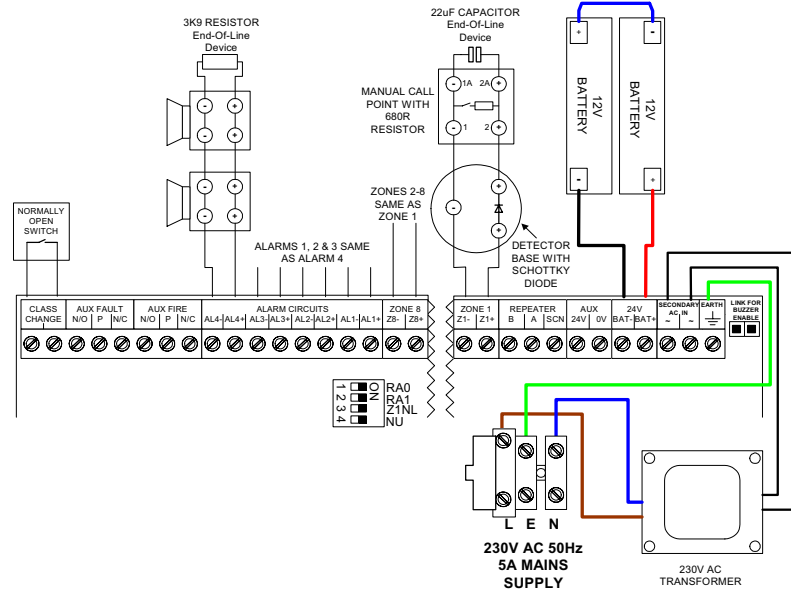 3K9 RESISTOR
End-Of-Line
Device
- +
- +
- +
- +
22uF CAPACITOR
End-Of-Line
Device
- 1A 2A +
MANUAL CALL
POINT WITH
680R
RESISTOR
- 1 2 +
+
-
+
ZONES 2-8
SAME AS
ZONE 1
DETECTOR
BASE WITH
SCHOTTKY
DIODE
+ -
12V
BATTERY
12V
BATTERY
- +
NORMALLY
OPEN
SWITCH
ALARMS 1, 2 & 3 SAME
AS ALARM 4
CLASS
CHANGE
AUX FAULT
N/O P N/C
AUX FIRE
N/O P N/C
ALARM CIRCUITS
AL4- AL4+ AL3- AL3+ AL2- AL2+ AL1- AL1+
ZONE 8
Z8- Z8+
ZONE 1
Z1- Z1+
REPEATER
B A SCN
AUX
24V 0V
24V
BAT- BAT+
SECONDARY
AC IN
~ ~
EARTH
LINK FOR
BUZZER
ENABLE
ON
1 RA0
2 RA1
3 Z1NL
4 NU
L E N
230V AC 50Hz
5A MAINS
SUPPLY
230V AC
TRANSFORMER